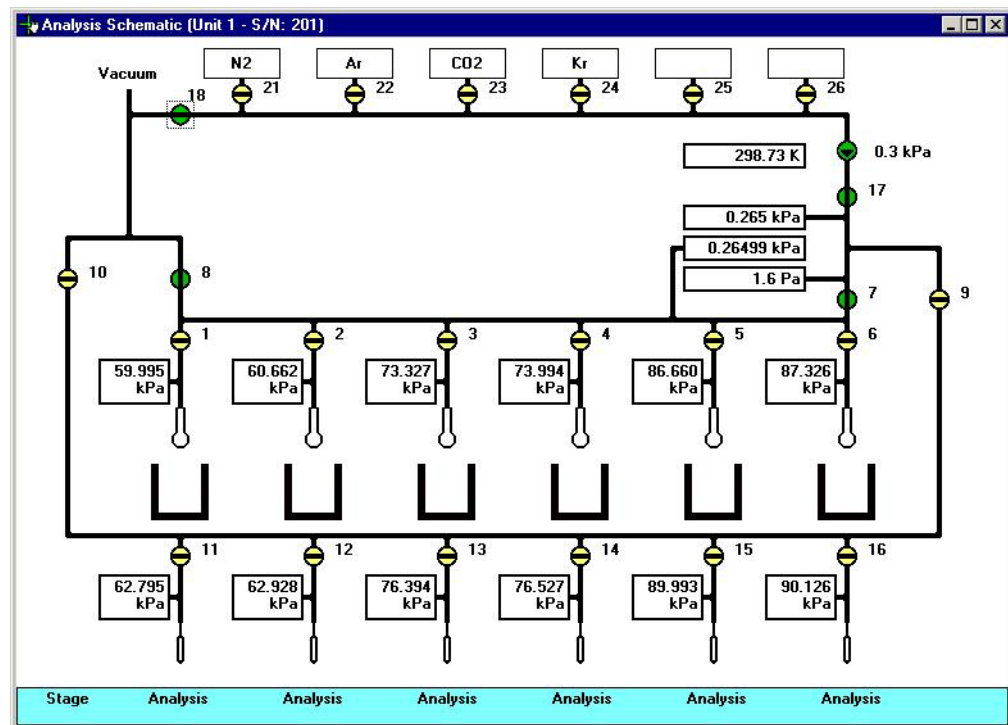 Analysis Schematic (Unit 1 - S/N: 201)
Vacuum
N2 Ar CO2 Kr
18 21 22 23 24 25 26
298.73 K 0.3 kPa
17
0.265 kPa
0.26499 kPa
10 8 1.6 Pa 7 9
1 2 3 4 5 6
59.995 60.662 73.327 73.994 86.660 87.326
kPa kPa kPa kPa kPa kPa
11 12 13 14 15 16
62.795 62.928 76.394 76.527 89.993 90.126
kPa kPa kPa kPa kPa kPa
Stage Analysis Analysis Analysis Analysis Analysis Analysis